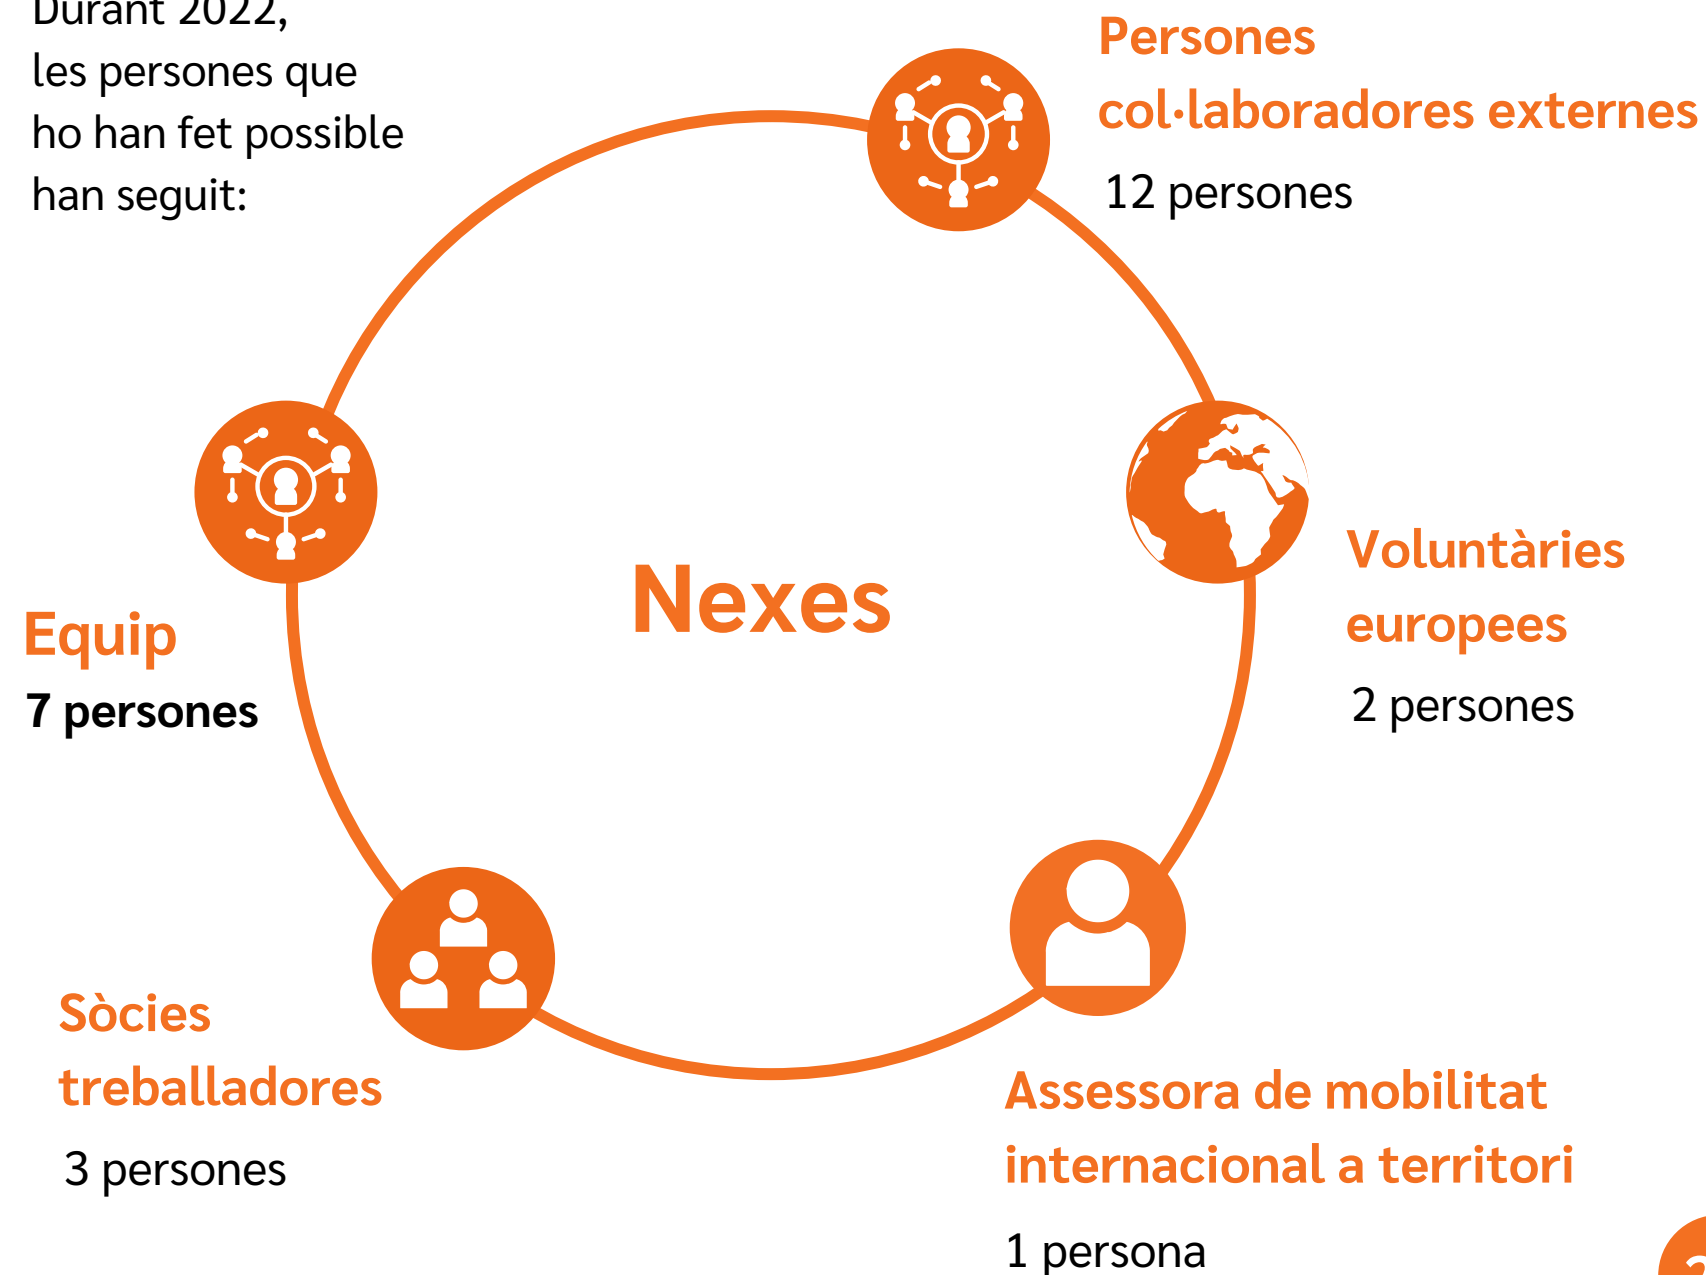 Durant 2022,
les persones que
ho han fet possible
han seguit:
Persones
col·laboradores externes
12 persones
Voluntàries
europees
2 persones
Nexes
Equip
7 persones
Sòcies
treballadores
3 persones
Assessora de mobilitat
internacional a territori
1 persona